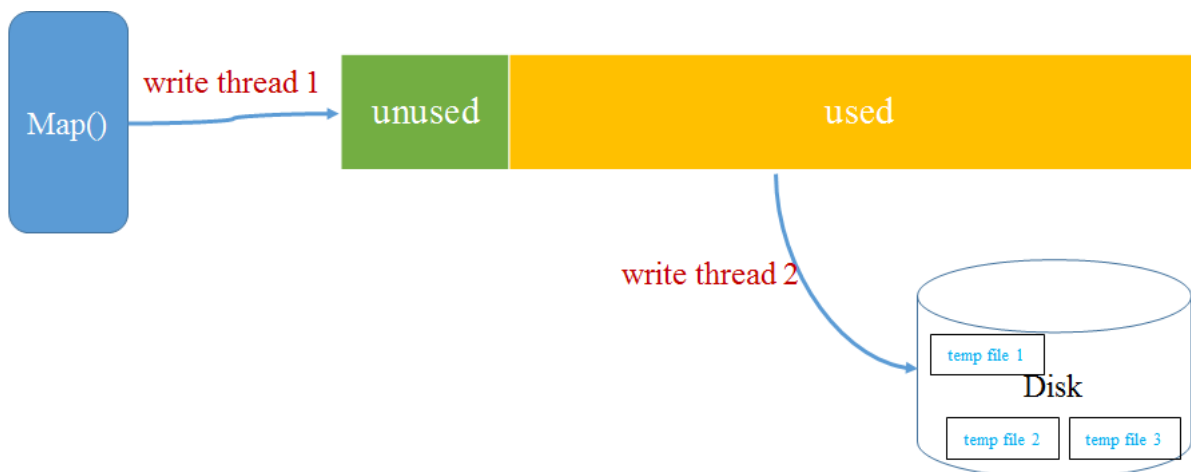 write thread 1
Map()
unused
used
write thread 2
temp file 1
Disk
temp file 2
temp file 3